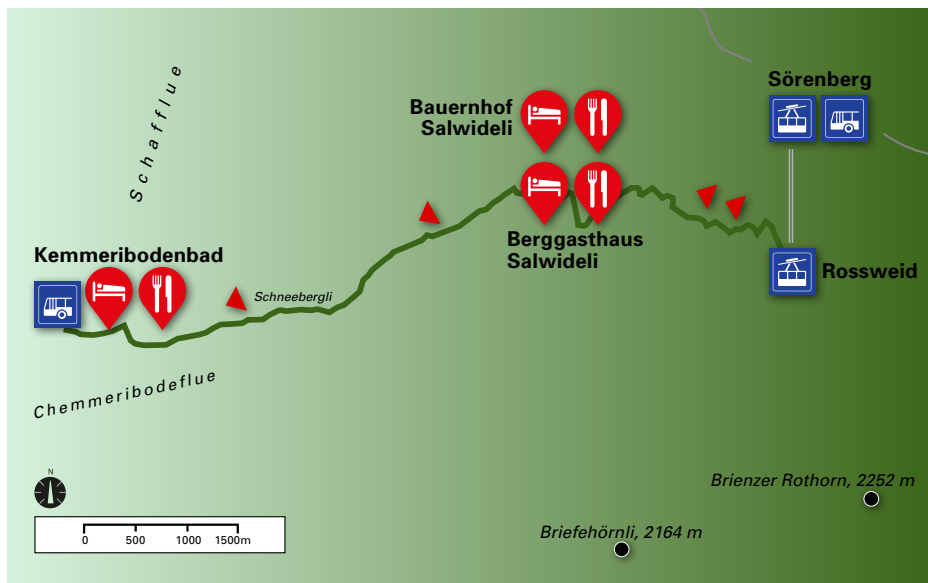 Schafflue
Sörenberg
Bauernhof
Salwideli
Kemmeribodenbad
Berggasthaus
Salwideli
Rossweid
Schneebergli
Chemmeribodeflue
N
Brienzer Rothorn, 2252 m
Briefehörnli, 2164 m
0 500 1000 1500m